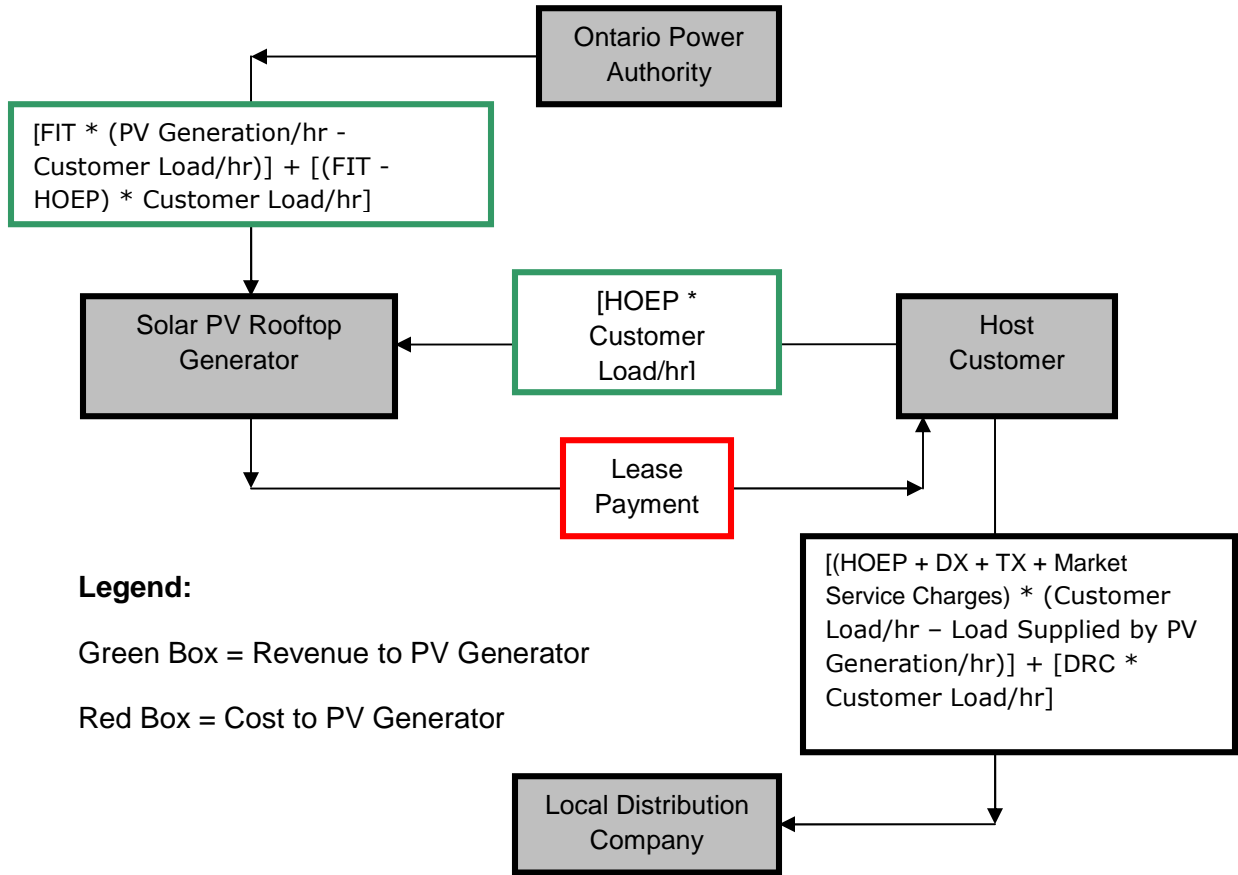 Ontario Power
Authority
[FIT * (PV Generation/hr -
Customer Load/hr)] + [(FIT -
HOEP) * Customer Load/hr]
Solar PV Rooftop
Generator
[HOEP *
Customer
Load/hr]
Host
Customer
Lease
Payment
[(HOEP + DX + TX + Market
Service Charges) * (Customer
Load/hr – Load Supplied by PV
Generation/hr)] + [DRC *
Customer Load/hr]
Legend:
Green Box = Revenue to PV Generator
Red Box = Cost to PV Generator
Local Distribution
Company